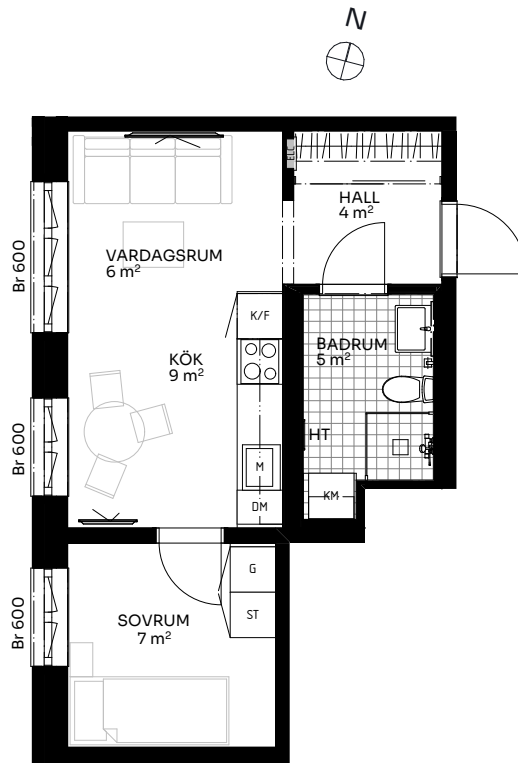 N
ELC
HALL
4 m²
VARDAGSRUM
6 m²
Br 600
K/F
BADRUM
5 m²
KÖK
9 m²
Br 600
HT
M
KM
DM
G
Br 600
ST
SOVRUM
7 m²